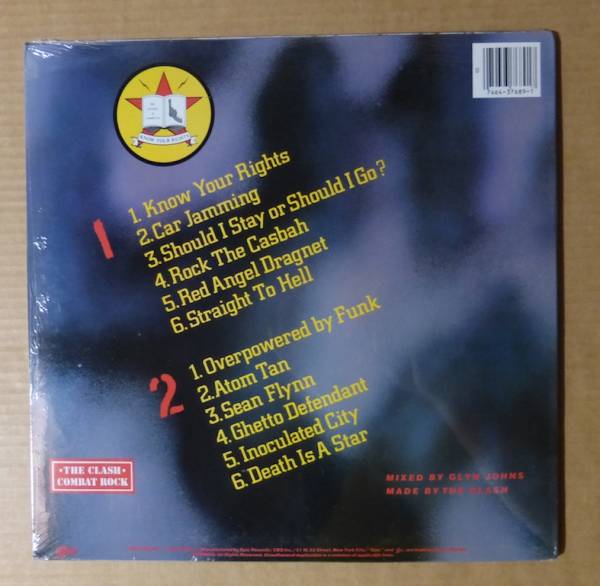 7464-37689-1
KNOW YOUR RIGHTS
1
1. Know Your Rights
2. Car Jamming
3. Should I Stay or Should I Go?
4. Rock The Casbah
5. Red Angel Dragnet
6. Straight To Hell
2
1. Overpowered by Funk
2. Atom Tan
3. Sean Flynn
4. Ghetto Defendant
5. Inoculated City
6. Death Is A Star
·THE CLASH·
COMBAT ROCK
MIXED BY GLYN JOHNS
MADE BY THE CLASH